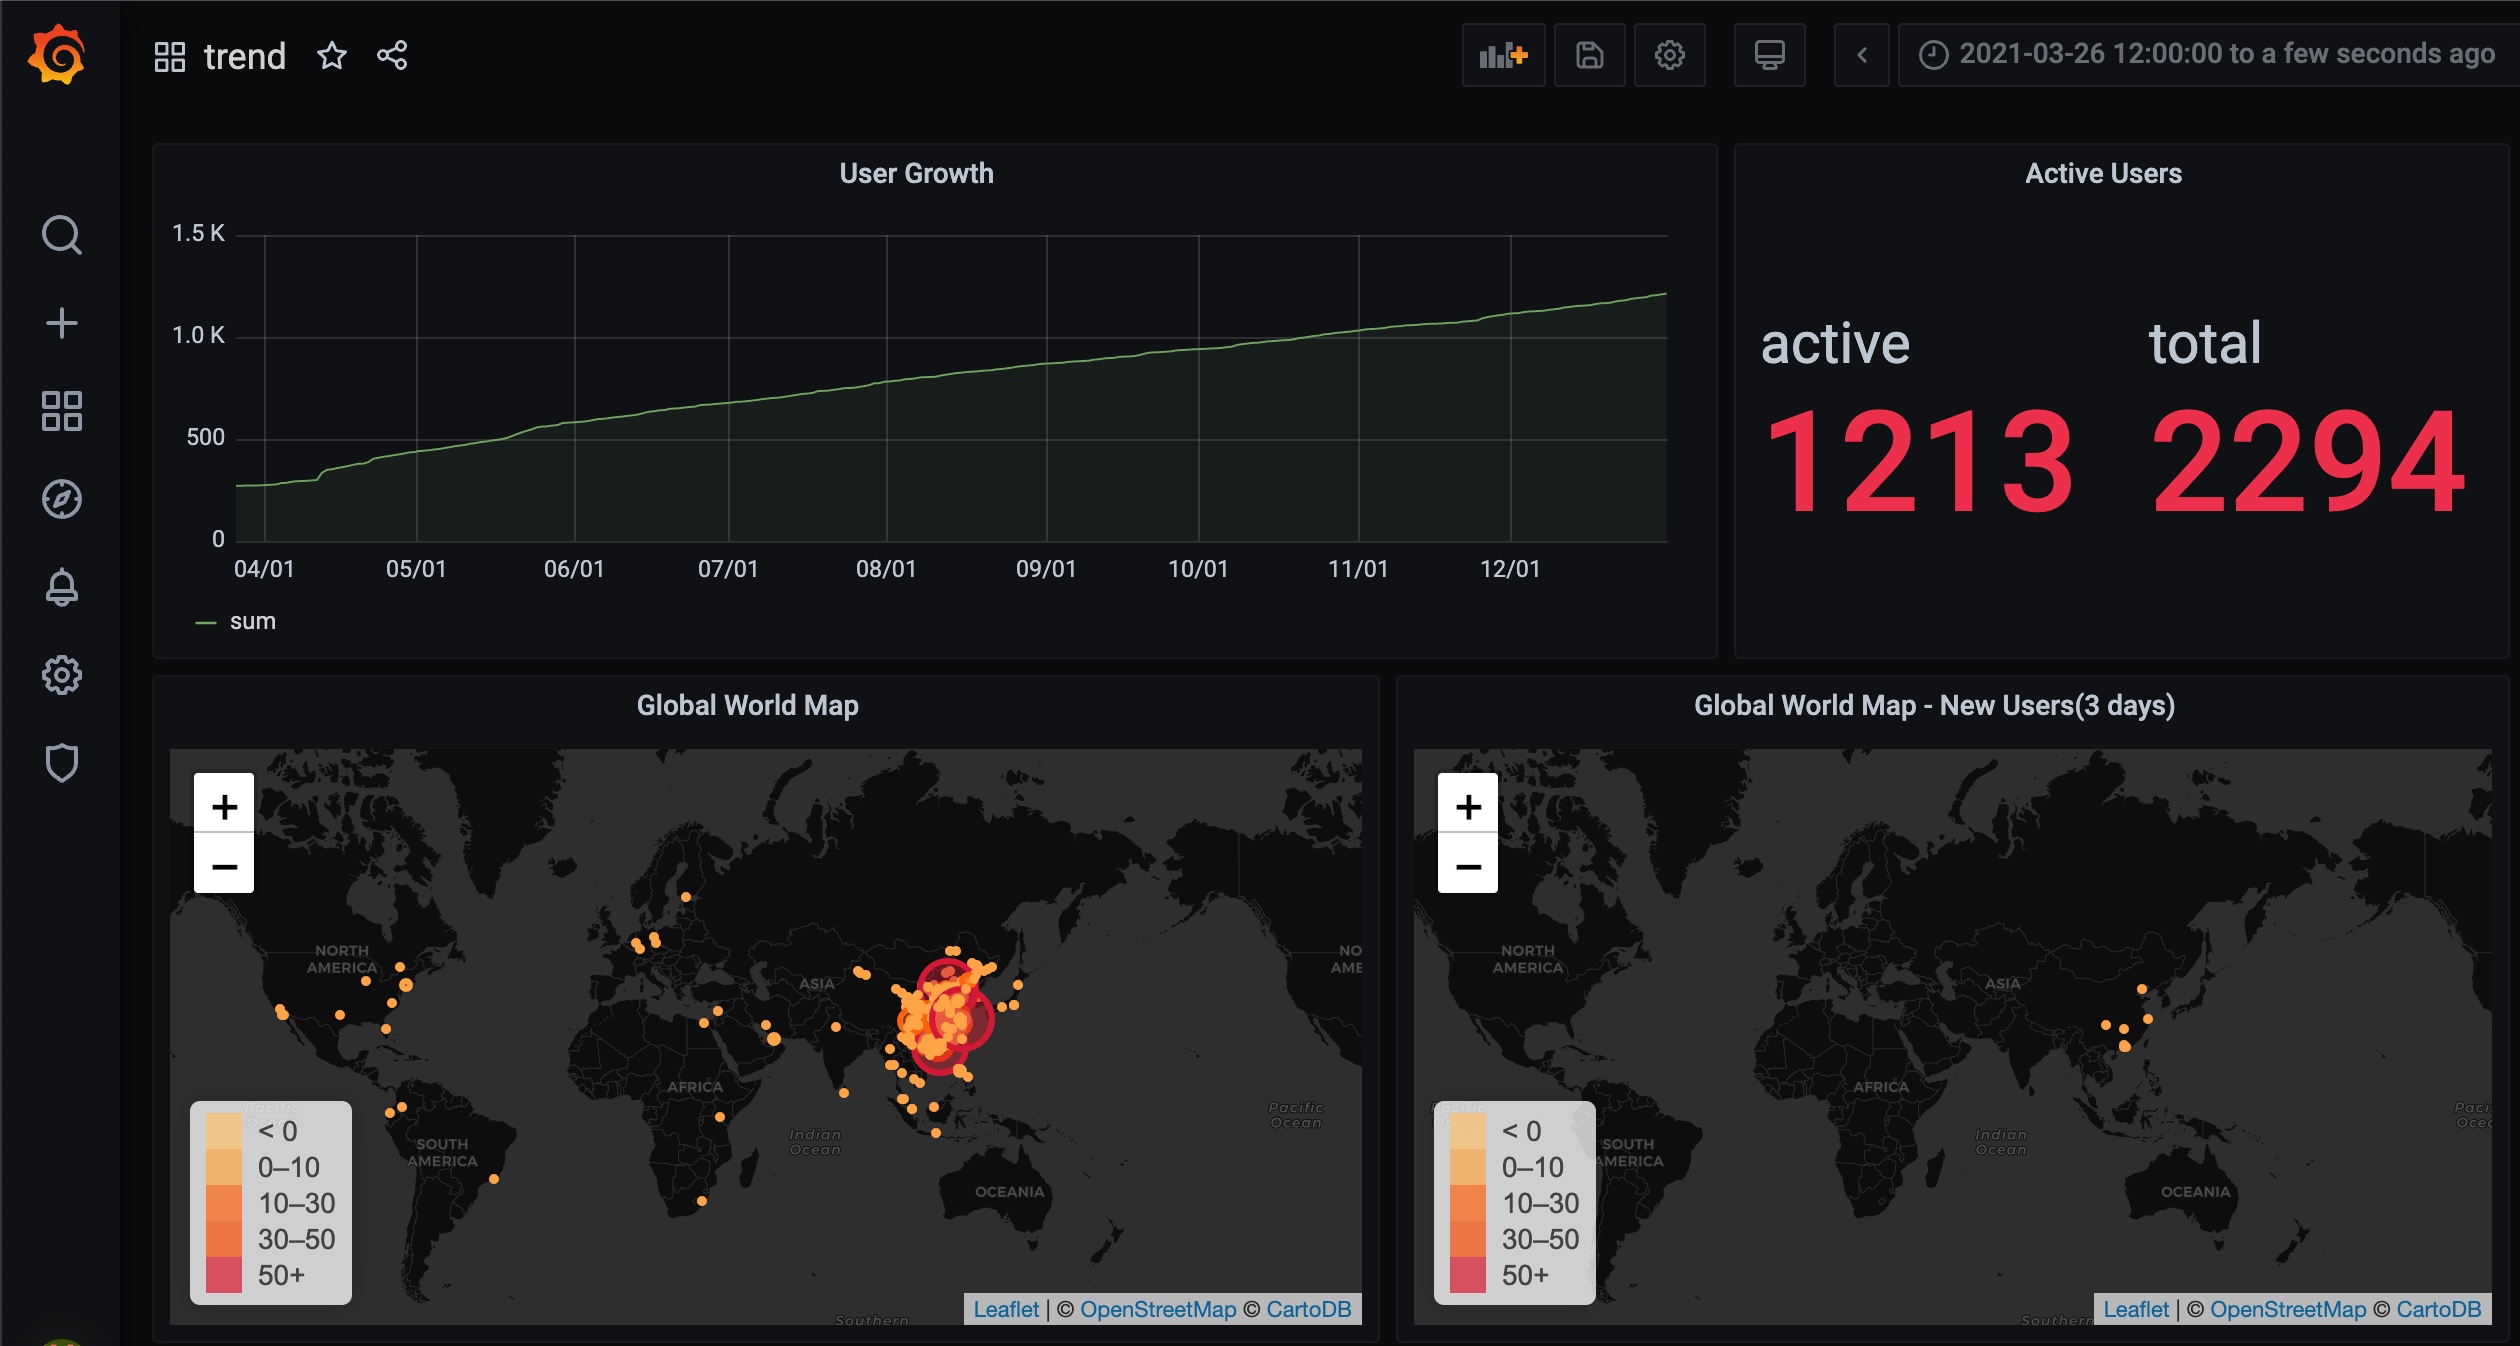 trend
2021-03-26 12:00:00 to a few seconds ago
User Growth
1.5 K
1.0 K
500
0
04/01 05/01 06/01 07/01 08/01 09/01 10/01 11/01 12/01
sum
Active Users
active total
1213 2294
Global World Map
+
−
NORTH
AMERICA
ASIA
NO
AME
AFRICA
Pacific
Ocean
Indian
Ocean
SOUTH
AMERICA
OCEANIA
Pacific
Southern
< 0
0–10
10–30
30–50
50+
Leaflet | © OpenStreetMap © CartoDB
Global World Map - New Users(3 days)
+
−
NORTH
AMERICA
ASIA
AFRICA
Paci
Ocea
Indian
Ocean
SOUTH
AMERICA
OCEANIA
Pacific
Southern
< 0
0–10
10–30
30–50
50+
Leaflet | © OpenStreetMap © CartoDB